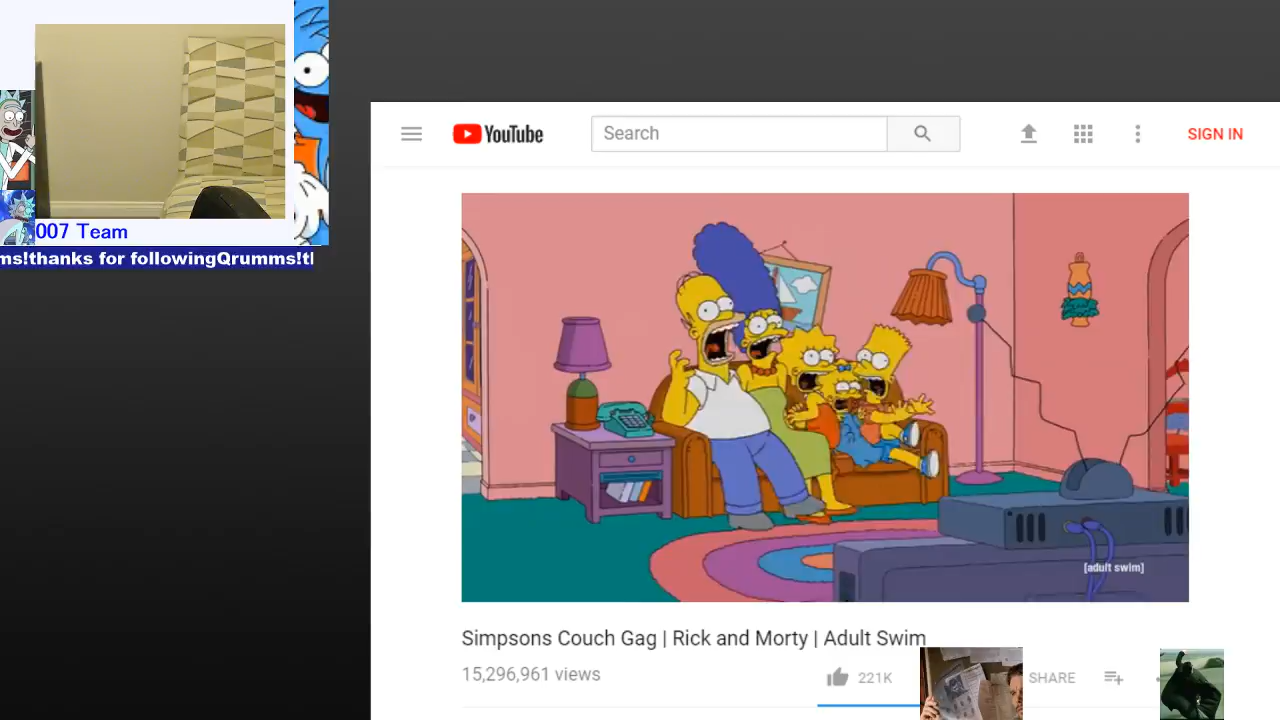 YouTube
Search
SIGN IN
007 Team
ms!thanks for followingQrumms!t
[adult swim]
Simpsons Couch Gag | Rick and Morty | Adult Swim
15,296,961 views
221K
SHARE